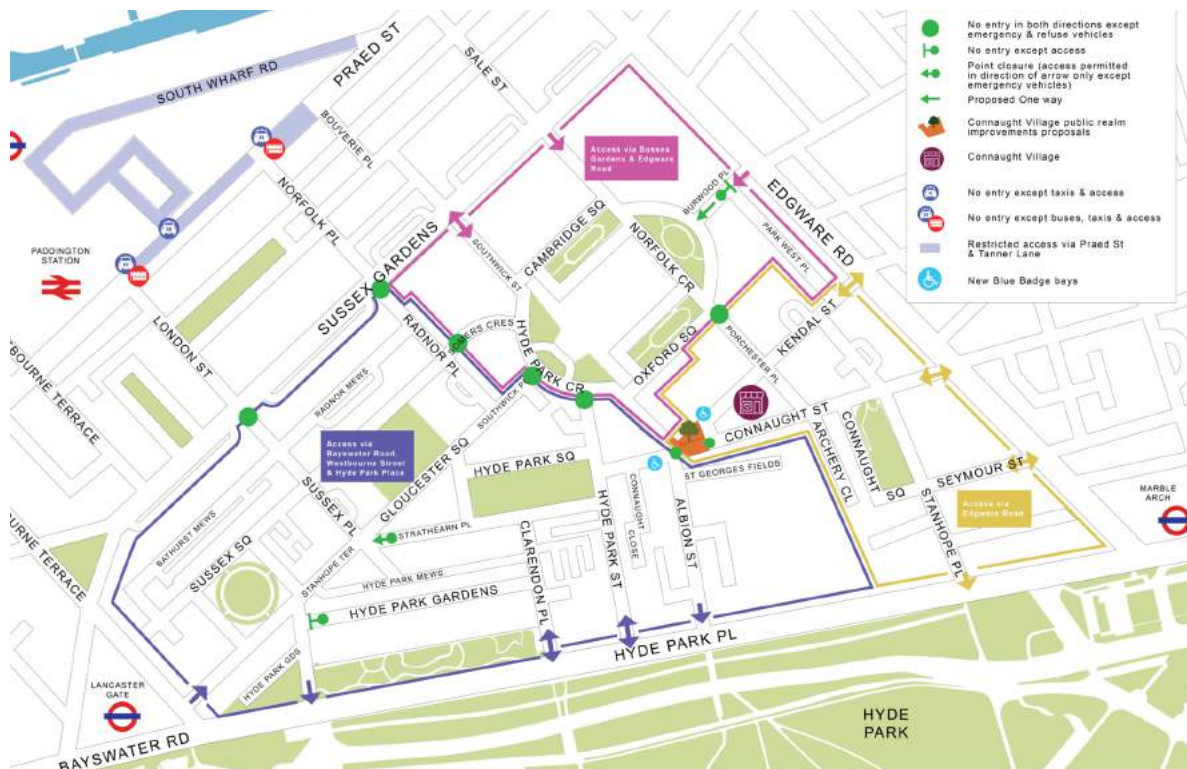 SOUTH WHARF RD
PRAED ST
SALE ST
BOUVERIE PL
NORFOLK PL
PADDINGTON
STATION
LONDON ST
SUSSEX GARDENS
RADNOR PL
RADNOR MEWS
SOUTHWICK ST
CAMBRIDGE SQ
NORFOLK CR
BURWOOD PL
EDGWARE RD
PARK WEST PL
KENDAL ST
PORCHESTER PL
OXFORD SQ
HYDE PARK CR
Access via Sussex
Gardens & Edgware
Road
No entry in both directions except
emergency & refuse vehicles
No entry except access
Point closure (access permitted
in direction of arrow only except
emergency vehicles)
Proposed One way
Connaught Village public realm
improvements proposals
Connaught Village
No entry except taxis & access
No entry except buses, taxis & access
Restricted access via Praed St
& Tanner Lane
New Blue Badge bays
BOURNE TERRACE
URNE TERRACE
Access via
Bayswater Road,
Westbourne Street
& Hyde Park Place
GLOUCESTER SQ
HYDE PARK SQ
CONNAUGHT ST
ST GEORGES FIELDS
ARCHERY CL
CONNAUGHT
SQ
SEYMOUR ST
STANHOPE PL
Access via
Edgware Road
MARBLE
ARCH
CONNAUGHT
CLOSE
ALBION ST
HYDE PARK ST
CLARENDON PL
STRATHEARN PL
SUSSEX PL
BATHURST MEWS
SUSSEX SQ
STANHOPE TER
HYDE PARK MEWS
HYDE PARK GARDENS
HYDE PARK GDG
HYDE PARK PL
LANCASTER
GATE
BAYSWATER RD
HYDE
PARK